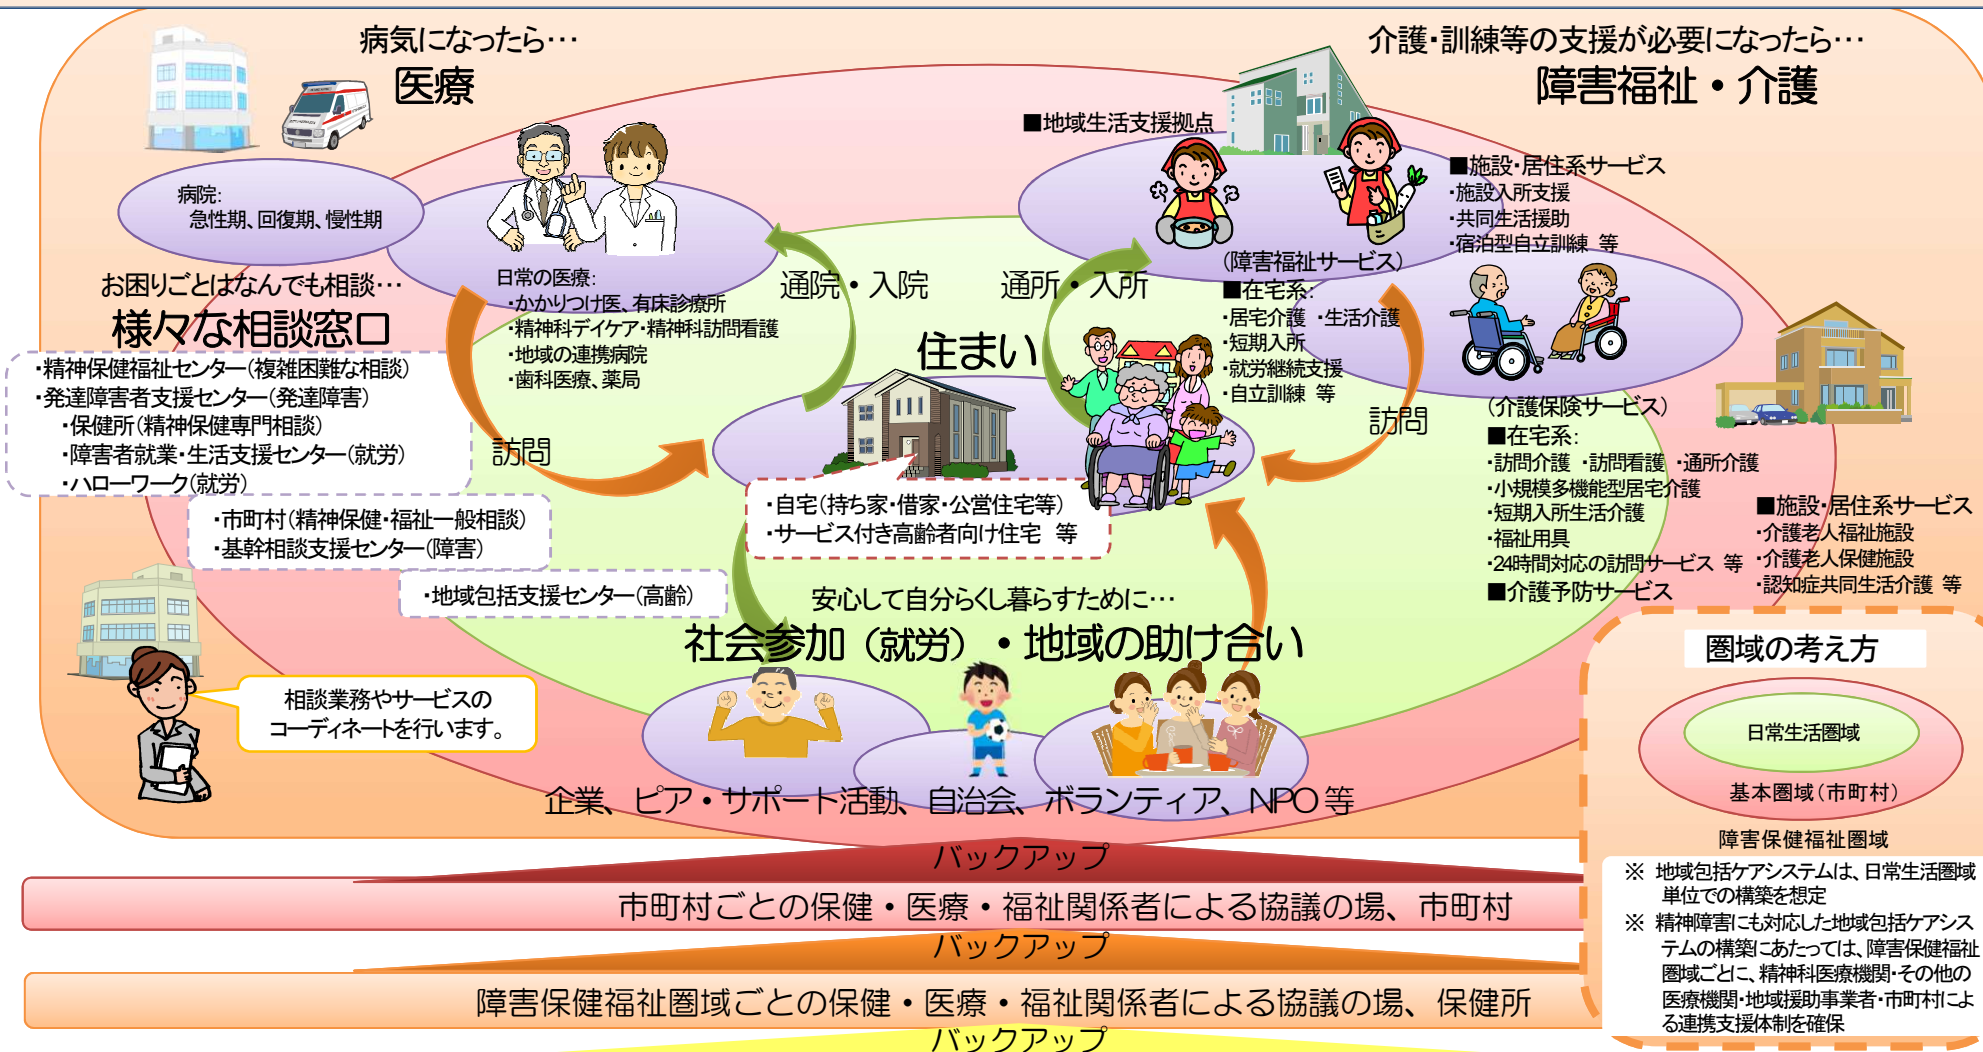 病気になったら…
医療
介護・訓練等の支援が必要になったら…
障害福祉・介護
病院:
急性期、回復期、慢性期
日常の医療:
・かかりつけ医、有床診療所
・精神科デイケア・精神科訪問看護
・地域の連携病院
・歯科医療、薬局
通院・入院
通所・入所
■地域生活支援拠点
■施設・居住系サービス
・施設入所支援
・共同生活援助
・宿泊型自立訓練 等
(障害福祉サービス)
■在宅系:
・居宅介護 ・生活介護
・短期入所
・就労継続支援
・自立訓練 等
お困りごとはなんでも相談…
様々な相談窓口
・精神保健福祉センター(複雑困難な相談)
・発達障害者支援センター(発達障害)
・保健所(精神保健専門相談)
・障害者就業・生活支援センター(就労)
・ハローワーク(就労)
・市町村(精神保健・福祉一般相談)
・基幹相談支援センター(障害)
・地域包括支援センター(高齢)
訪問
住まい
・自宅(持ち家・借家・公営住宅等)
・サービス付き高齢者向け住宅 等
訪問
(介護保険サービス)
■在宅系:
・訪問介護 ・訪問看護 ・通所介護
・小規模多機能型居宅介護
・短期入所生活介護
・福祉用具
・24時間対応の訪問サービス 等
■介護予防サービス
■施設・居住系サービス
・介護老人福祉施設
・介護老人保健施設
・認知症共同生活介護 等
安心して自分らくし暮らすために…
社会参加(就労)・地域の助け合い
相談業務やサービスの
コーディネートを行います。
企業、ピア・サポート活動、自治会、ボランティア、NPO等
バックアップ
市町村ごとの保健・医療・福祉関係者による協議の場、市町村
バックアップ
障害保健福祉圏域ごとの保健・医療・福祉関係者による協議の場、保健所
バックアップ
圏域の考え方
日常生活圏域
基本圏域(市町村)
障害保健福祉圏域
※ 地域包括ケアシステムは、日常生活圏域
単位での構築を想定
※ 精神障害にも対応した地域包括ケアシス
テムの構築にあたっては、障害保健福祉
圏域ごとに、精神科医療機関・その他の
医療機関・地域援助事業者・市町村によ
る連携支援体制を確保